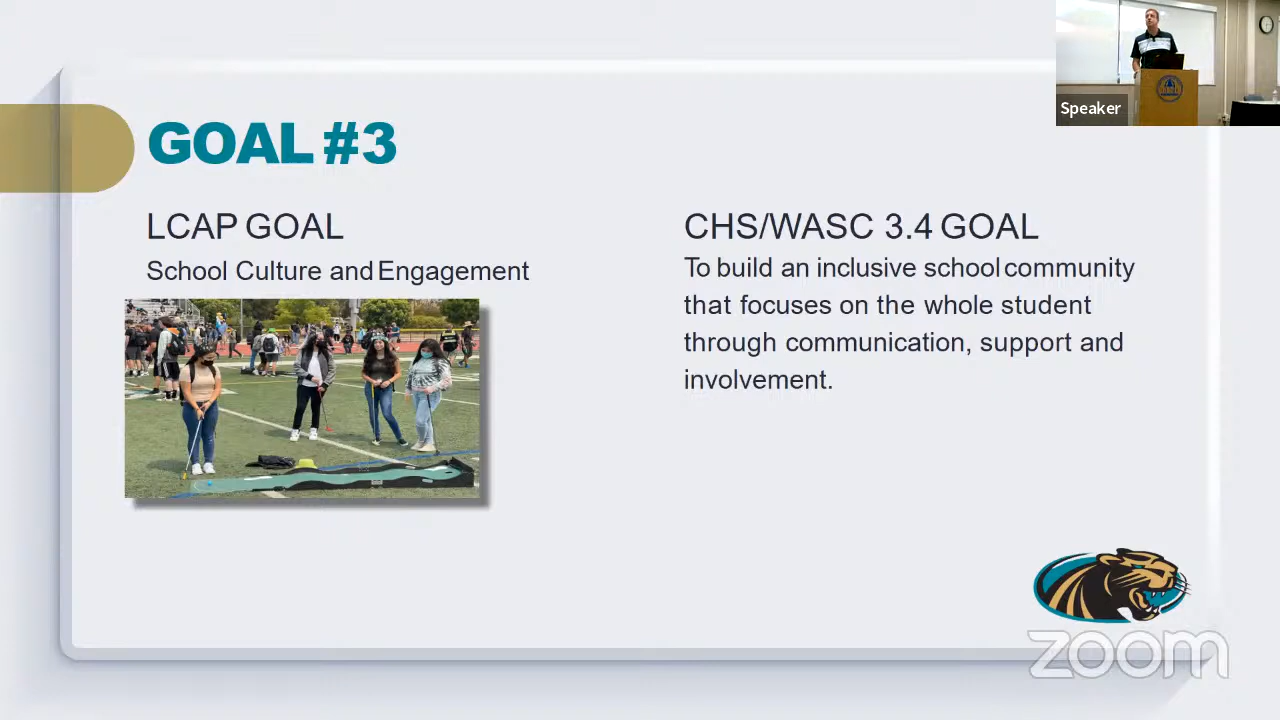 Speaker
GOAL #3
LCAP GOAL
School Culture and Engagement
CHS/WASC 3.4 GOAL
To build an inclusive school community
that focuses on the whole student
through communication, support and
involvement.
zoom